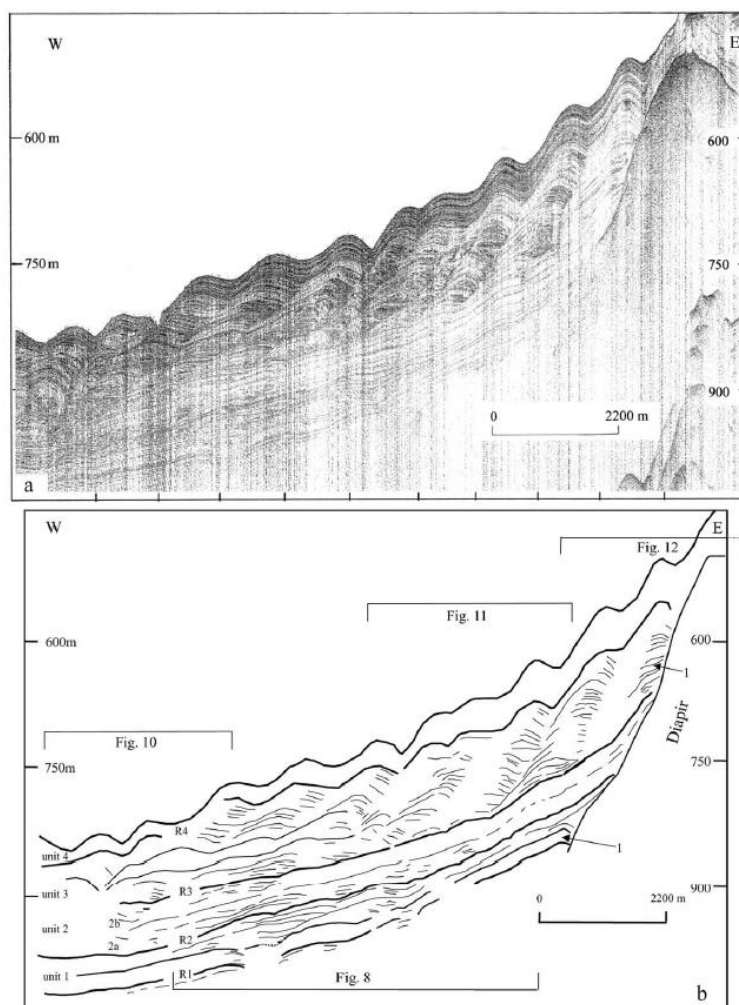 W
E
600 m
600
750 m
750
900
0 2200 m
a
W
E
Fig. 12
Fig. 11
600m
600
1
Diapir
Fig. 10
750m
750
R4
unit 4
1
unit 3
R3
900
0 2200 m
2b
unit 2
2a
R2
unit 1
R1
Fig. 8
b